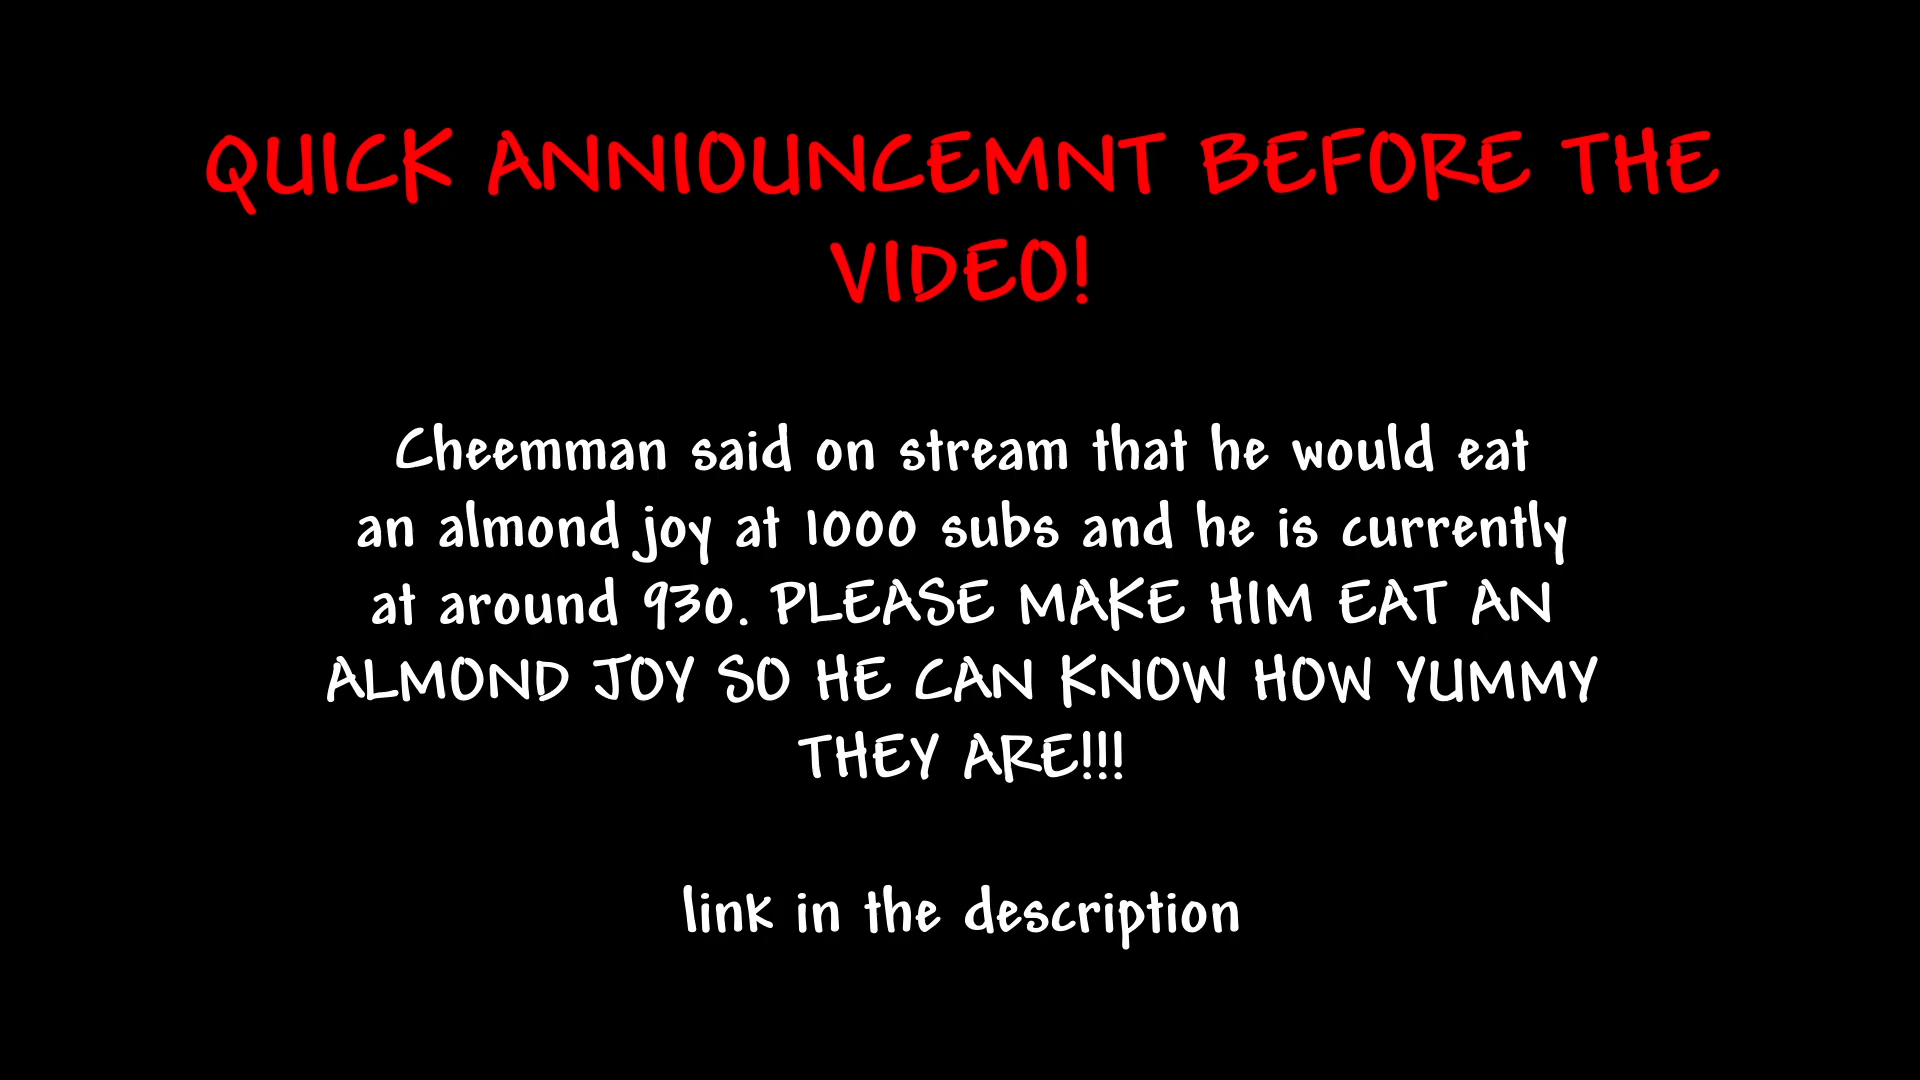 QUICK ANNIOUNCEMNT BEFORE THE
VIDEO!
Cheemman said on stream that he would eat
an almond joy at 1000 subs and he is currently
at around 930. PLEASE MAKE HIM EAT AN
ALMOND JOY SO HE CAN KNOW HOW YUMMY
THEY ARE!!!
link in the description